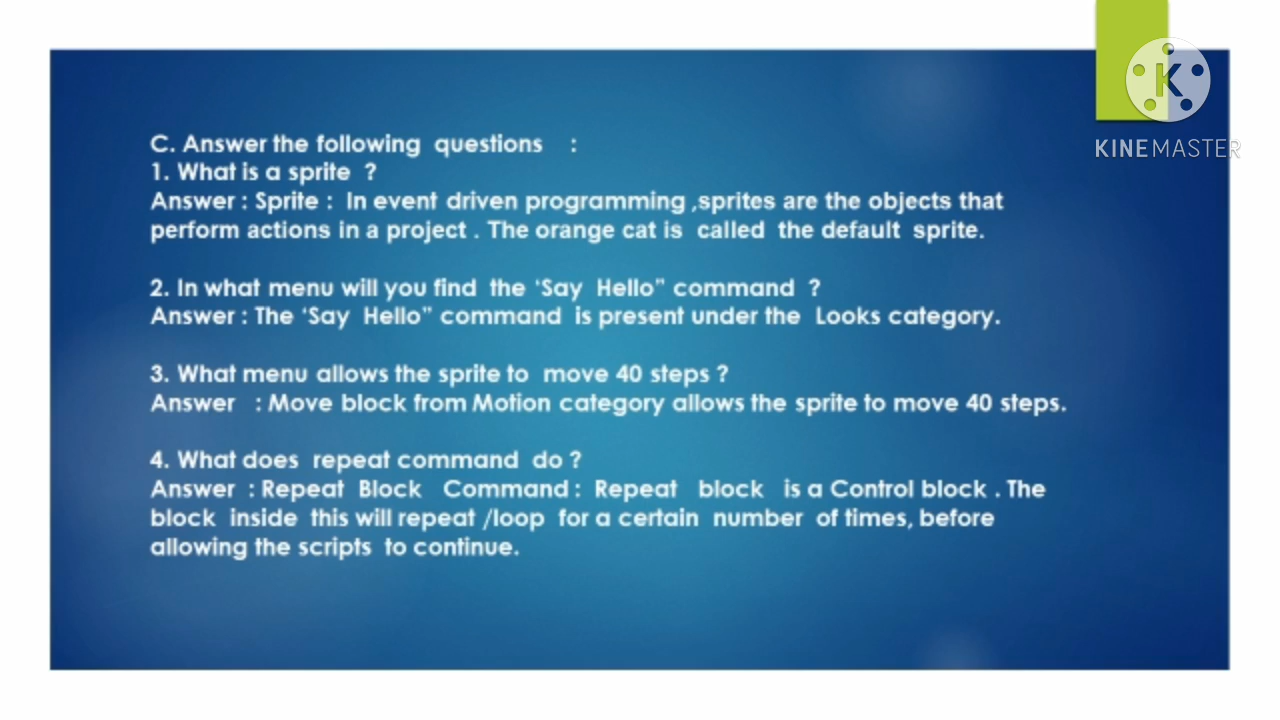 C. Answer the following questions :
1. What is a sprite ?
Answer : Sprite : In event driven programming ,sprites are the objects that
perform actions in a project . The orange cat is called the default sprite.
2. In what menu will you find the ‘Say Hello” command ?
Answer : The ‘Say Hello” command is present under the Looks category.
3. What menu allows the sprite to move 40 steps ?
Answer : Move block from Motion category allows the sprite to move 40 steps.
4. What does repeat command do ?
Answer : Repeat Block Command : Repeat block is a Control block . The
block inside this will repeat /loop for a certain number of times, before
allowing the scripts to continue.
K
KINEMASTER